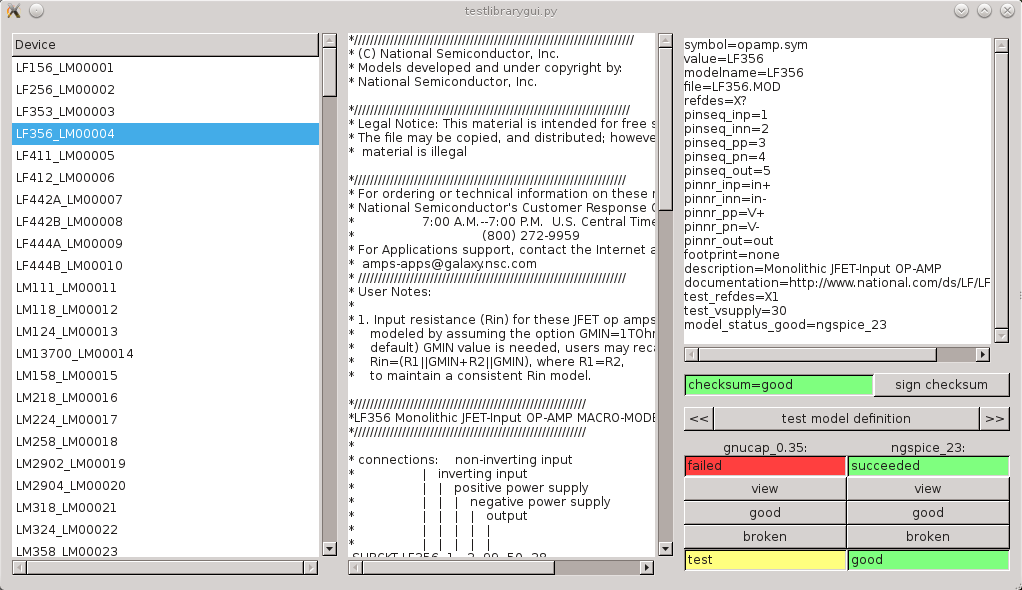 testlibrarygui.py
Device
LF156_LM00001
LF256_LM00002
LF353_LM00003
LF356_LM00004
LF411_LM00005
LF412_LM00006
LF442A_LM00007
LF442B_LM00008
LF444A_LM00009
LF444B_LM00010
LM111_LM00011
LM118_LM00012
LM124_LM00013
LM13700_LM00014
LM158_LM00015
LM218_LM00016
LM224_LM00017
LM258_LM00018
LM2902_LM00019
LM2904_LM00020
LM318_LM00021
LM324_LM00022
LM358_LM00023
*//////////////////////////////////////////////////////////////////////
* (C) National Semiconductor, Inc.
* Models developed and under copyright by:
* National Semiconductor, Inc.
*/////////////////////////////////////////////////////////////////////
* Legal Notice: This material is intended for free s
* The file may be copied, and distributed; howeve
*  material is illegal
*////////////////////////////////////////////////////////////////////
* For ordering or technical information on these m
* National Semiconductor's Customer Response C
*                 7:00 A.M.--7:00 P.M.  U.S. Central Time
*                                (800) 272-9959
* For Applications support, contact the Internet a
*  amps-apps@galaxy.nsc.com
* ///////////////////////////////////////////////////////////////////
* User Notes:
*
* 1. Input resistance (Rin) for these JFET op amps
*    modeled by assuming the option GMIN=1TOhm
*    default) GMIN value is needed, users may reca
*    Rin=(R1||GMIN+R2||GMIN), where R1=R2,
*    to maintain a consistent Rin model.
*//////////////////////////////////////////////////////////
*LF356 Monolithic JFET-Input OP-AMP MACRO-MODE
*//////////////////////////////////////////////////////////
*
* connections:    non-inverting input
*                 |   inverting input
*                 |   |   positive power supply
*                 |   |   |   negative power supply
*                 |   |   |   |   output
*                 |   |   |   |   |
*                 |   |   |   |   |
.SUBCKT LF356  1   2  99  50  28
symbol=opamp.sym
value=LF356
modelname=LF356
file=LF356.MOD
refdes=X?
pinseq_inp=1
pinseq_inn=2
pinseq_pp=3
pinseq_pn=4
pinseq_out=5
pinnr_inp=in+
pinnr_inn=in-
pinnr_pp=V+
pinnr_pn=V-
pinnr_out=out
footprint=none
description=Monolithic JFET-Input OP-AMP
documentation=http://www.national.com/ds/LF/LF
test_refdes=X1
test_vsupply=30
model_status_good=ngspice_23
checksum=good
sign checksum
<<
test model definition
>>
gnucap_0.35: ngspice_23:
failed succeeded
view view
good good
broken broken
test good